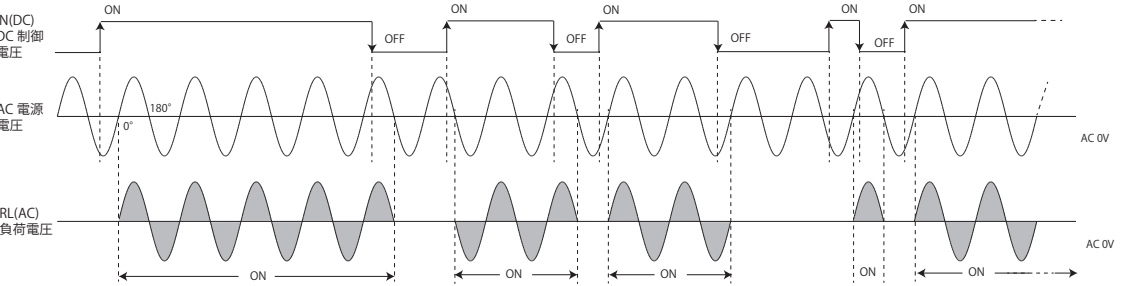 ON
ON
ON
ON
ON
N(DC)
DC 制御
電圧
OFF
OFF
OFF
OFF
AC 電源
電圧
180°
0°
AC 0V
RL(AC)
負荷電圧
AC 0V
ON
ON
ON
ON
ON